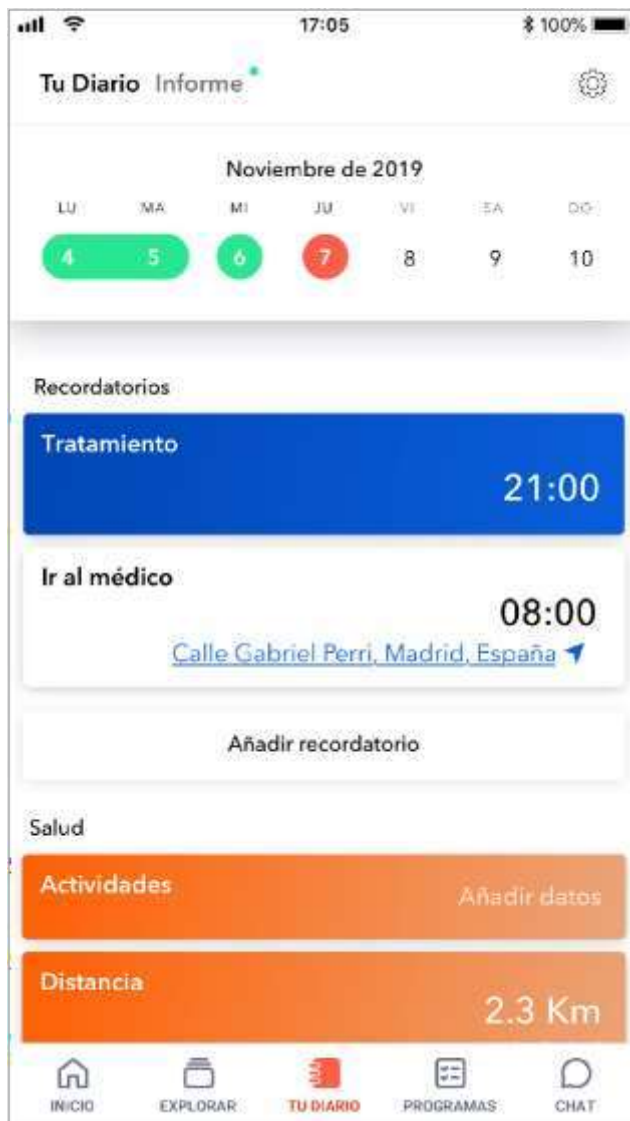 17:05 100%
Tu Diario Informe
Noviembre de 2019
LU MA MI JU VI SA DO
4 5 6 7 8 9 10
Recordatorios
Tratamiento
21:00
Ir al médico
08:00
Calle Gabriel Perri, Madrid, España
Añadir recordatorio
Salud
Actividades Añadir datos
Distancia
2.3 Km
INICIO EXPLORAR TU DIARIO PROGRAMAS CHAT